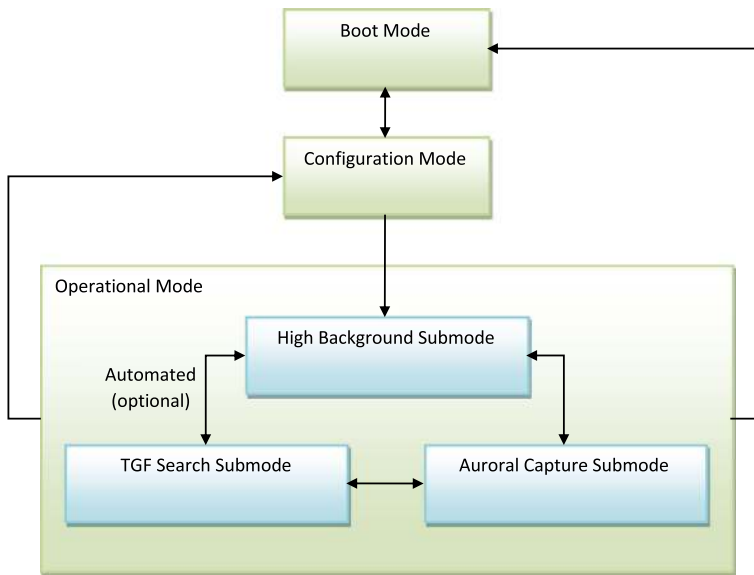 Boot Mode
Configuration Mode
Operational Mode
High Background Submode
Automated
(optional)
TGF Search Submode
Auroral Capture Submode